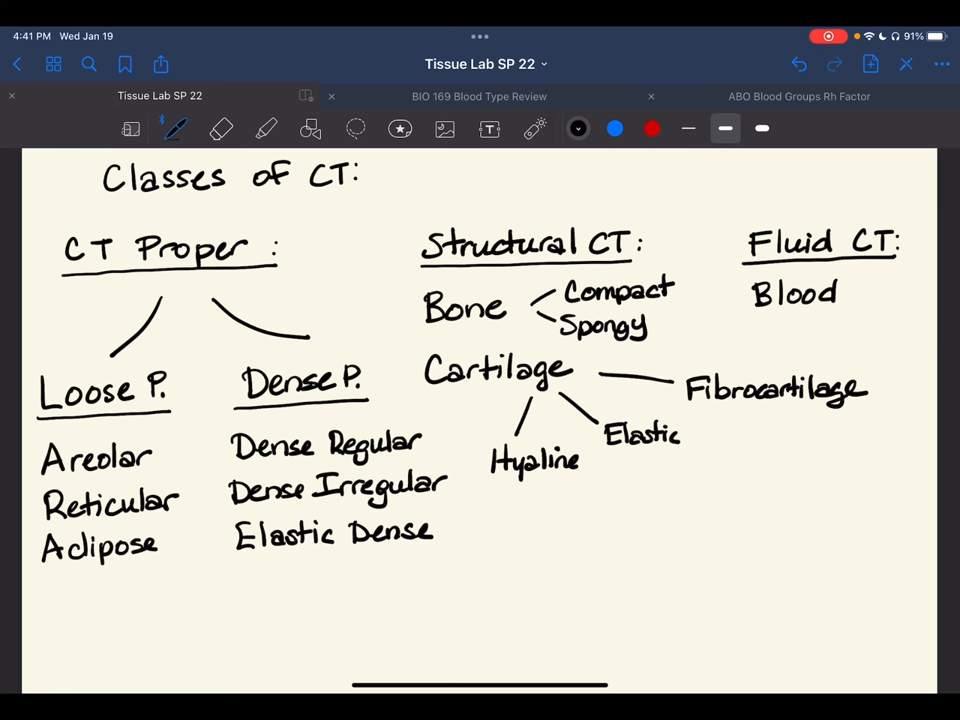 4:41 PM Wed Jan 19
91%
Tissue Lab SP 22
Tissue Lab SP 22
BIO 169 Blood Type Review
ABO Blood Groups Rh Factor
Classes of CT:
CT Proper:
Loose P.
Areolar
Reticular
Adipose
Dense P.
Dense Regular
Dense Irregular
Elastic Dense
Structural CT:
Bone
Compact
Spongy
Cartilage
Hyaline
Elastic
Fibrocartilage
Fluid CT:
Blood